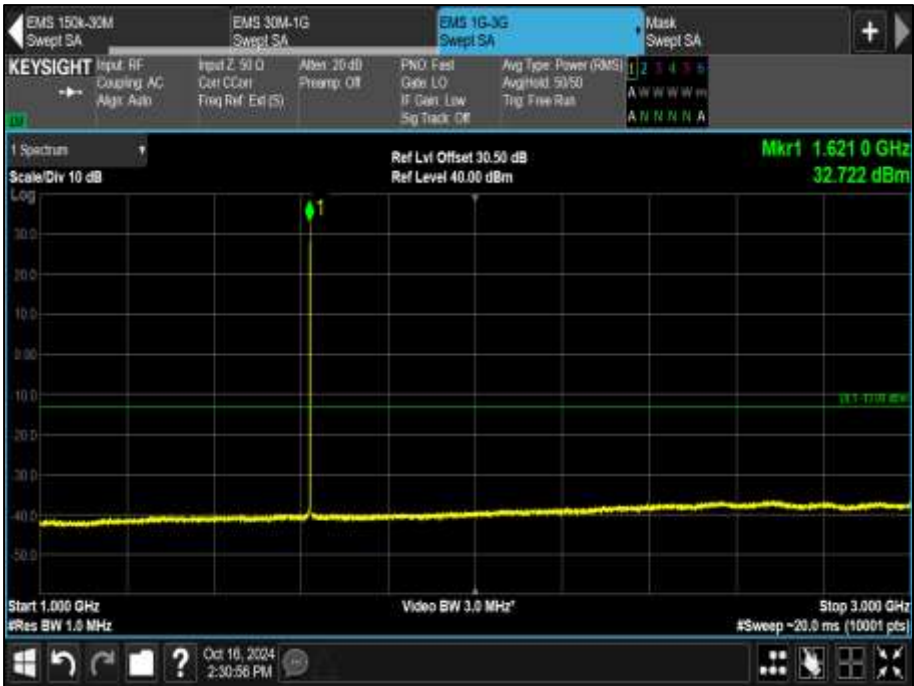 EMS 150k-30M
Swept SA
EMS 30M-1G
Swept SA
EMS 1G-3G
Swept SA
Mask
Swept SA
KEYSIGHT
Input: RF
Coupling: AC
Align: Auto
Input Z: 50 Ω
Corr CCorr
Freq Ref: Ext (S)
Atten: 20 dB
Preamp: Off
PNO: Fast
Gate: LO
IF Gain: Low
Sig Track: Off
Avg Type: Power (RMS)
Avg|Hold: 50/50
Trig: Free Run
1 2 3 4 5 6
A W W W W
A N N N N A
1 Spectrum
Scale/Div 10 dB
Log
Ref Lvl Offset 30.50 dB
Ref Level 40.00 dBm
Mkr1 1.621 0 GHz
32.722 dBm
1
30.0
20.0
10.0
0.00
-10.0
-20.0
-30.0
-40.0
-50.0
Start 1.000 GHz
#Res BW 1.0 MHz
Video BW 3.0 MHz*
Stop 3.000 GHz
#Sweep ~20.0 ms (10001 pts)
Oct 16, 2024
2:30:56 PM